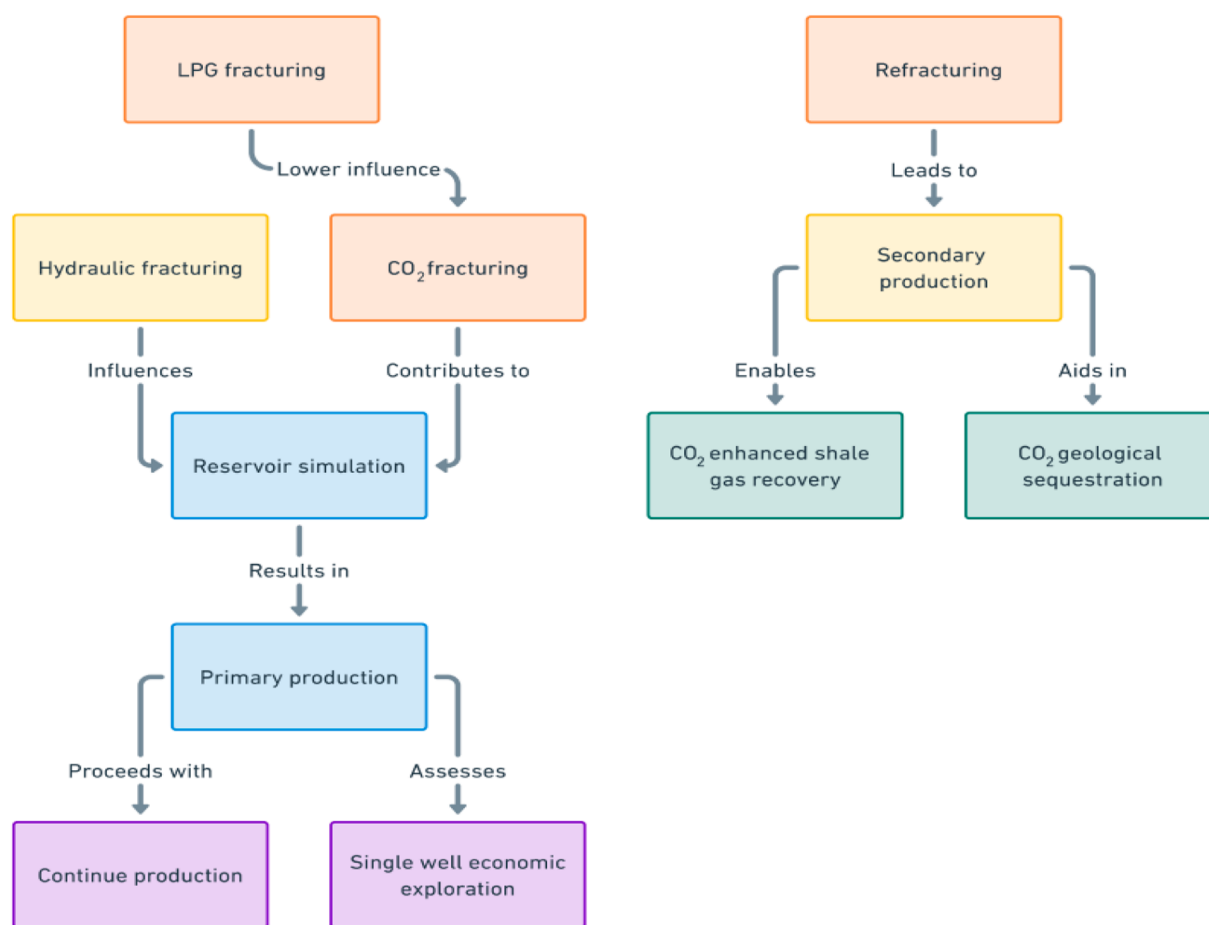 LPG fracturing
Refracturing
Lower influence
Leads to
Hydraulic fracturing
CO₂ fracturing
Secondary
production
Influences
Contributes to
Enables
Aids in
Reservoir simulation
CO₂ enhanced shale
gas recovery
CO₂ geological
sequestration
Results in
Primary production
Proceeds with
Assesses
Continue production
Single well economic
exploration